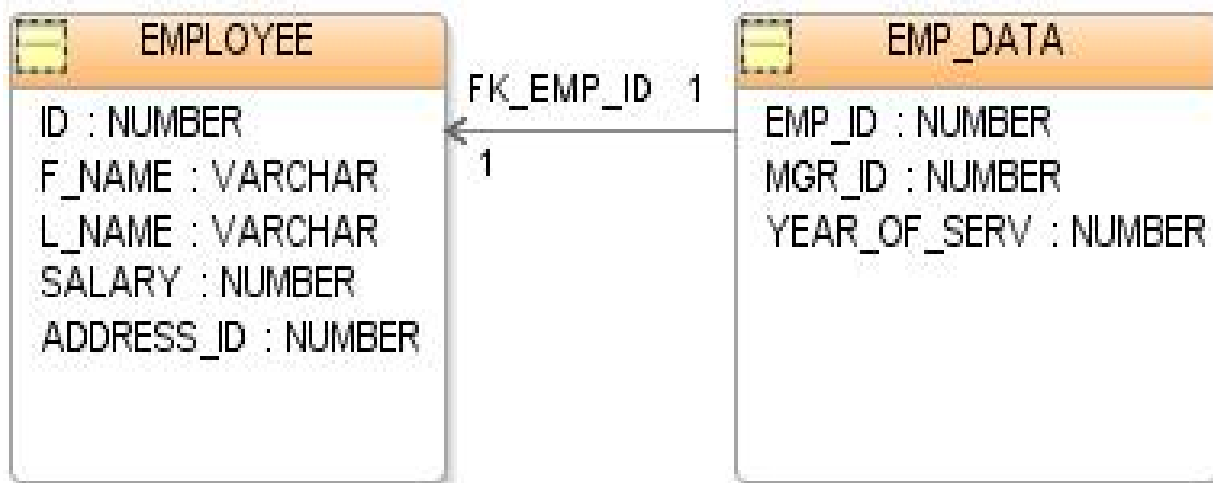 EMPLOYEE
ID : NUMBER
F_NAME : VARCHAR
L_NAME : VARCHAR
SALARY : NUMBER
ADDRESS_ID : NUMBER
FK_EMP_ID 1
1
EMP_DATA
EMP_ID : NUMBER
MGR_ID : NUMBER
YEAR_OF_SERV : NUMBER